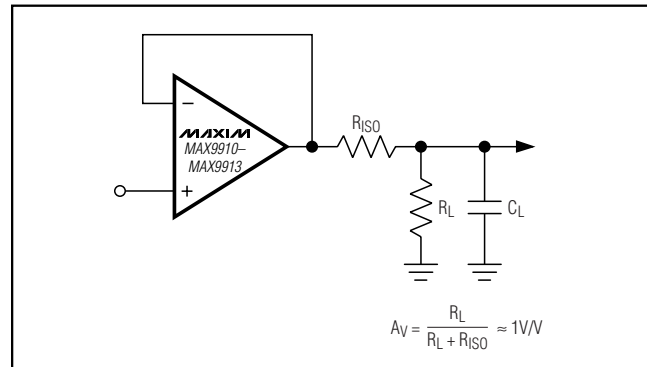 −
MAXIM
MAX9910–
MAX9913
+
RISO
RL
CL
AV = RL / (RL + RISO) ≈ 1V/V